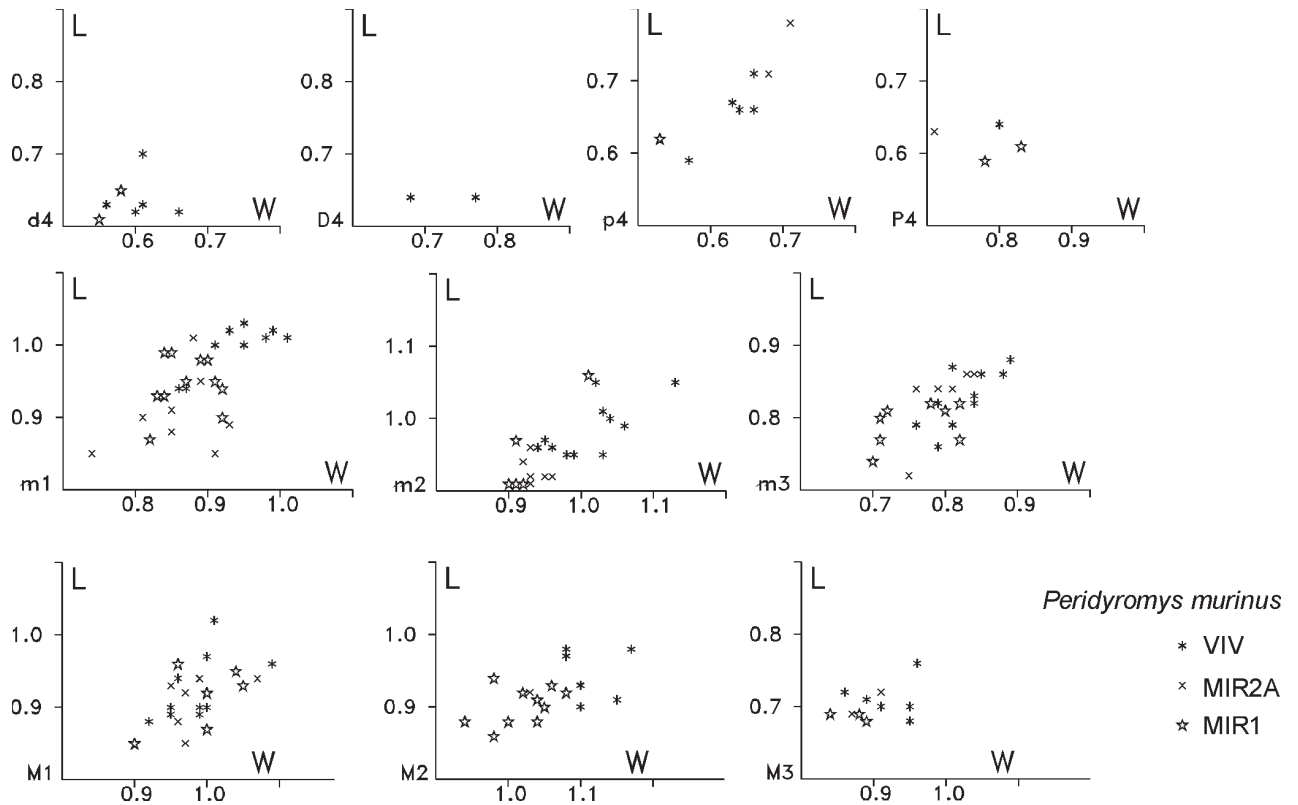 L L L L
0.8 0.8 0.7 0.7
0.7 0.7 0.6 0.6
d4 W D4 W p4 W P4 W
0.6 0.7 0.7 0.8 0.6 0.7 0.8 0.9
L L L
1.0 1.1 0.9
0.9 1.0 0.8
m1 W m2 W m3 W
0.8 0.9 1.0 0.9 1.0 1.1 0.7 0.8 0.9
L L L
Peridyromys murinus
1.0 1.0 0.8
VIV
MIR2A
0.9 0.9 0.7
MIR1
M1 W M2 W M3 W
0.9 1.0 1.0 1.1 0.9